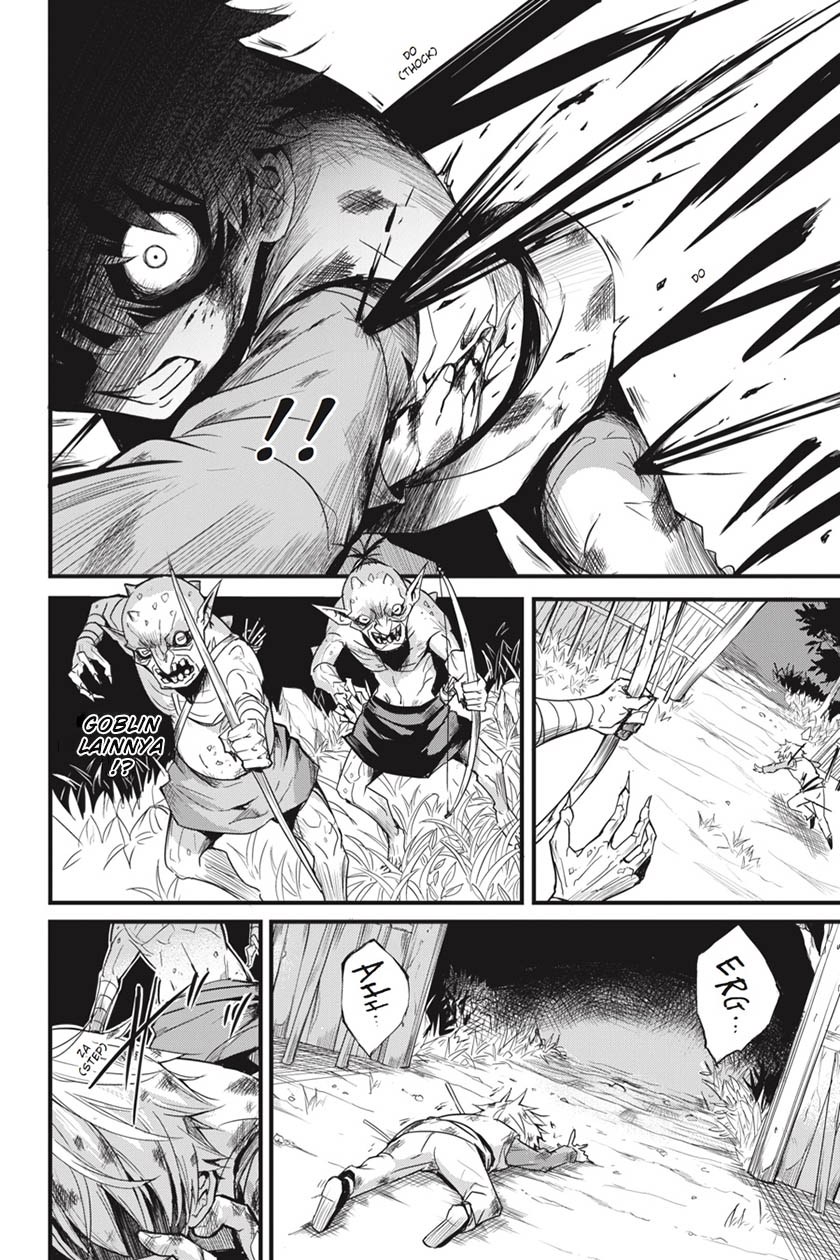 DO
(THOCK)
DO
!!
GOBLIN
LAINNYA
!?
ERG...
AHH...
ZA
(STEP)